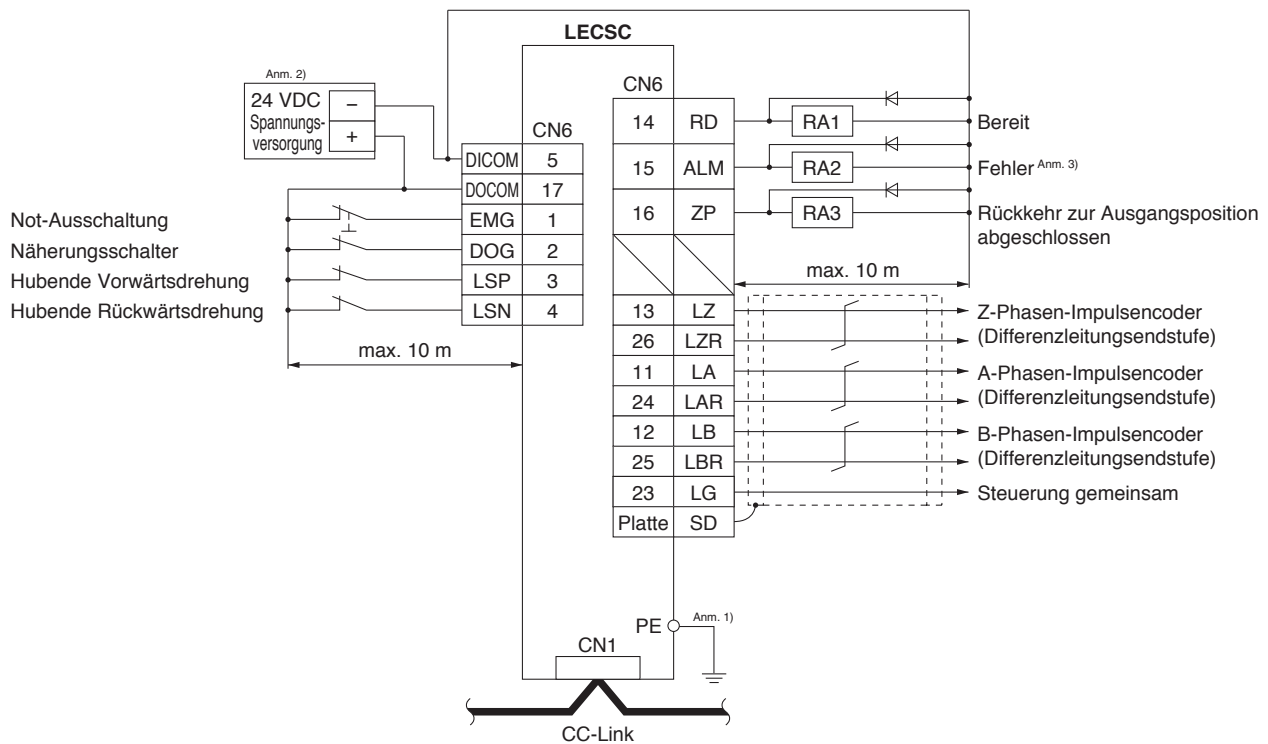 LECSC
Anm. 2)
24 VDC
Spannungs-
versorgung
−
+
CN6
DICOM 5
DOCOM 17
EMG 1
DOG 2
LSP 3
LSN 4
Not-Ausschaltung
Näherungsschalter
Hubende Vorwärtsdrehung
Hubende Rückwärtsdrehung
max. 10 m
CN6
14 RD RA1 Bereit
15 ALM RA2 Fehler Anm. 3)
16 ZP RA3 Rückkehr zur Ausgangsposition
abgeschlossen
max. 10 m
13 LZ Z-Phasen-Impulsencoder
26 LZR (Differenzleitungsendstufe)
11 LA A-Phasen-Impulsencoder
24 LAR (Differenzleitungsendstufe)
12 LB B-Phasen-Impulsencoder
25 LBR (Differenzleitungsendstufe)
23 LG Steuerung gemeinsam
Platte SD
PE Anm. 1)
CN1
CC-Link